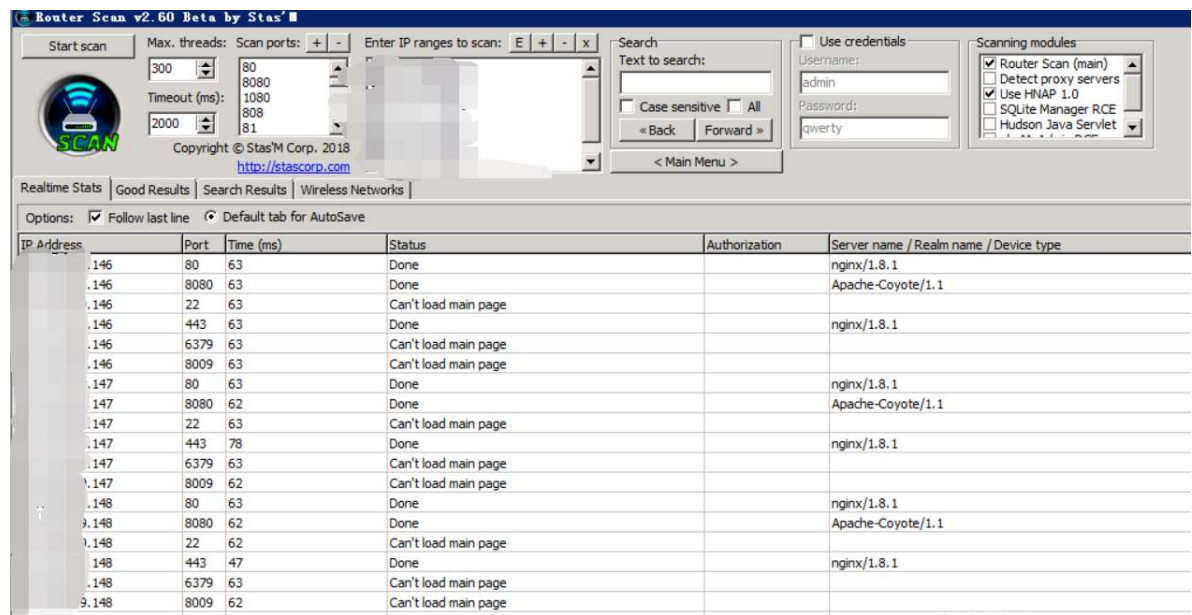 Router Scan v2.60 Beta by Stas'M
Start scan
Max. threads:
300
Timeout (ms):
2000
Scan ports: + -
80
8080
1080
808
81
Enter IP ranges to scan: E + - x
SCAN
Copyright © Stas'M Corp. 2018
http://stascorp.com
Search
Text to search:
Case sensitive All
«Back Forward »
< Main Menu >
Use credentials
Username:
admin
Password:
qwerty
Scanning modules
Router Scan (main)
Detect proxy servers
Use HNAP 1.0
SQLite Manager RCE
Hudson Java Servlet
Realtime Stats Good Results Search Results Wireless Networks
Options: Follow last line Default tab for AutoSave
IP Address Port Time (ms) Status Authorization Server name / Realm name / Device type
.146 80 63 Done nginx/1.8.1
.146 8080 63 Done Apache-Coyote/1.1
.146 22 63 Can't load main page
.146 443 63 Done nginx/1.8.1
.146 6379 63 Can't load main page
.146 8009 63 Can't load main page
.147 80 63 Done nginx/1.8.1
.147 8080 62 Done Apache-Coyote/1.1
.147 22 63 Can't load main page
.147 443 78 Done nginx/1.8.1
.147 6379 63 Can't load main page
.147 8009 62 Can't load main page
.148 80 63 Done nginx/1.8.1
9.148 8080 62 Done Apache-Coyote/1.1
.148 22 62 Can't load main page
.148 443 47 Done nginx/1.8.1
.148 6379 63 Can't load main page
9.148 8009 62 Can't load main page